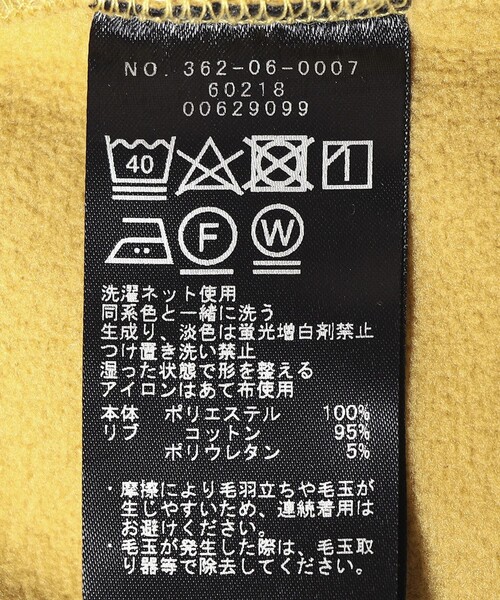 NO. 362-06-0007
60218
00629099
40
F W
洗濯ネット使用
同系色と一緒に洗う
生成り、淡色は蛍光増白剤禁止
つけ置き洗い禁止
湿った状態で形を整える
アイロンはあて布使用
本体 ポリエステル 100%
リブ コットン 95%
ポリウレタン 5%
・摩擦により毛羽立ちや毛玉が
生じやすいため、連続着用は
お避けください。
・毛玉が発生した際は、毛玉取
り器等で除去してください。